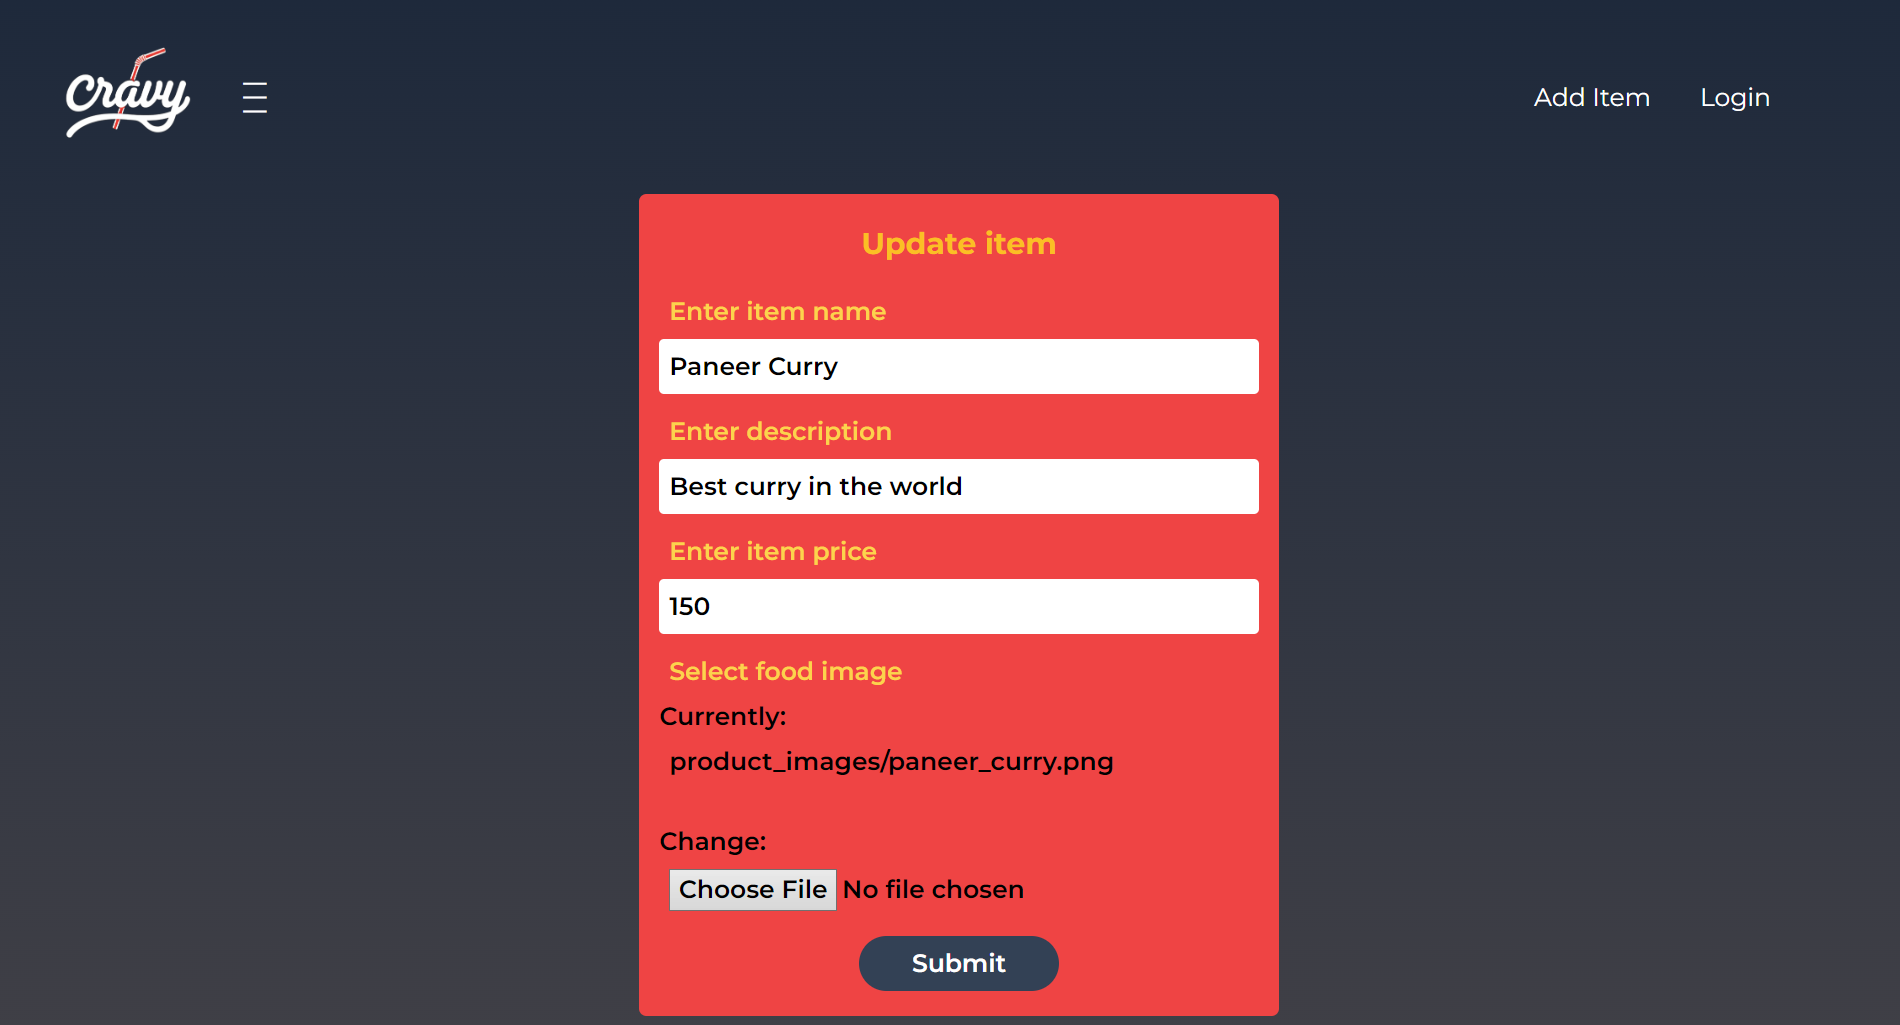 Cravy
Add Item
Login
Update item
Enter item name
Paneer Curry
Enter description
Best curry in the world
Enter item price
150
Select food image
Currently:
product_images/paneer_curry.png
Change:
Choose File No file chosen
Submit